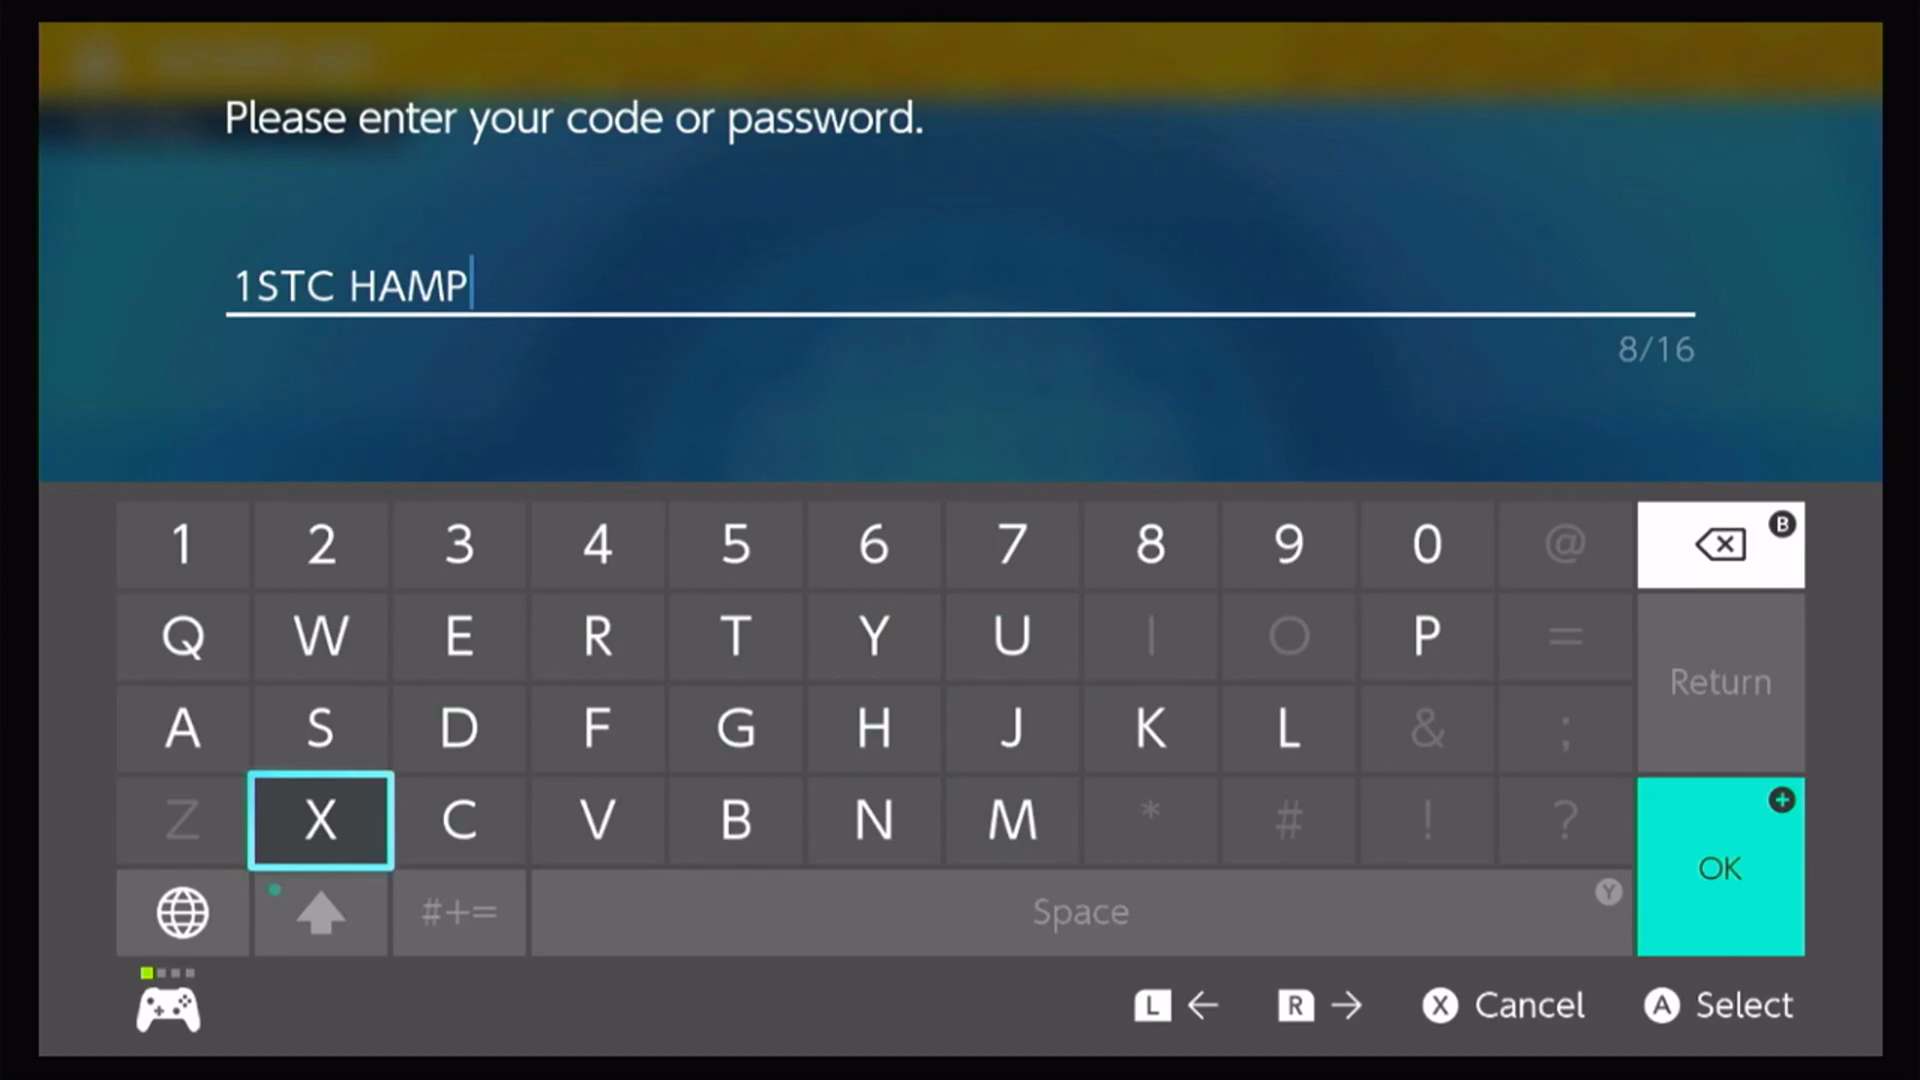 Please enter your code or password.
1STC HAMP
8/16
1 2 3 4 5 6 7 8 9 0 @ B
Q W E R T Y U I O P =
Return
A S D F G H J K L & ;
Z X C V B N M * # ! ? +
OK
#+= Space Y
L ← R → X Cancel A Select